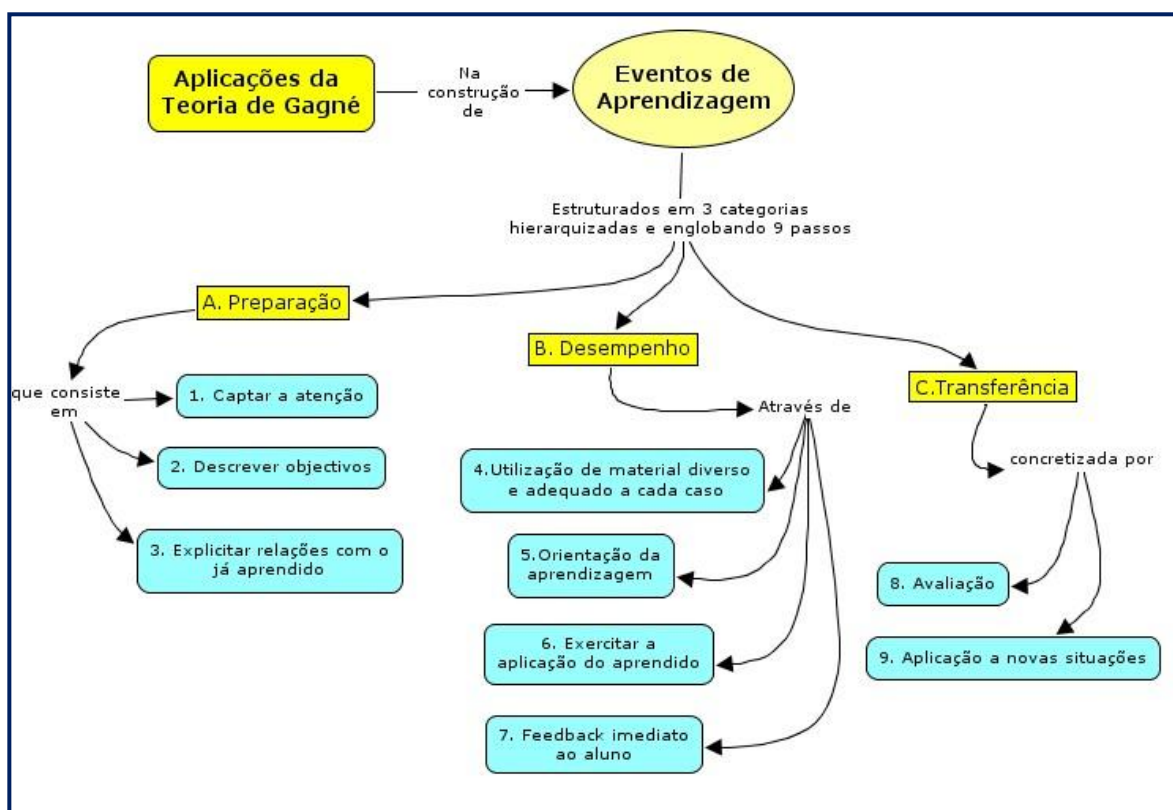 Aplicações da
Teoria de Gagné
Na
construção
de
Eventos de
Aprendizagem
Estruturados em 3 categorias
hierarquizadas e englobando 9 passos
A. Preparação
que consiste
em
1. Captar a atenção
2. Descrever objectivos
3. Explicitar relações com o
já aprendido
B. Desempenho
Através de
4.Utilização de material diverso
e adequado a cada caso
5.Orientação da
aprendizagem
6. Exercitar a
aplicação do aprendido
7. Feedback imediato
ao aluno
C.Transferência
concretizada por
8. Avaliação
9. Aplicação a novas situações